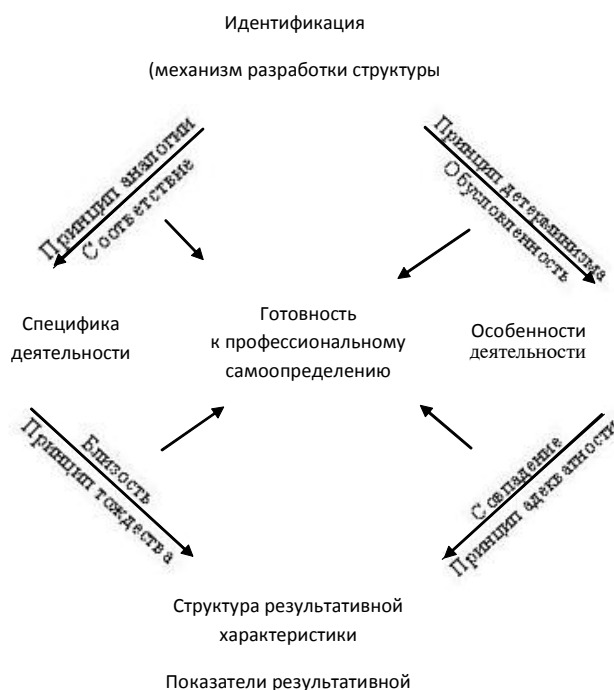 Идентификация
(механизм разработки структуры
Принцип аналогии
Соответствие
Принцип детерминизма
Обусловленность
Специфика
деятельности
Готовность
к профессиональному
самоопределению
Особенности
деятельности
Близость
Принцип тождества
Совпадение
Принцип адекватности
Структура результативной
характеристики
Показатели результативной